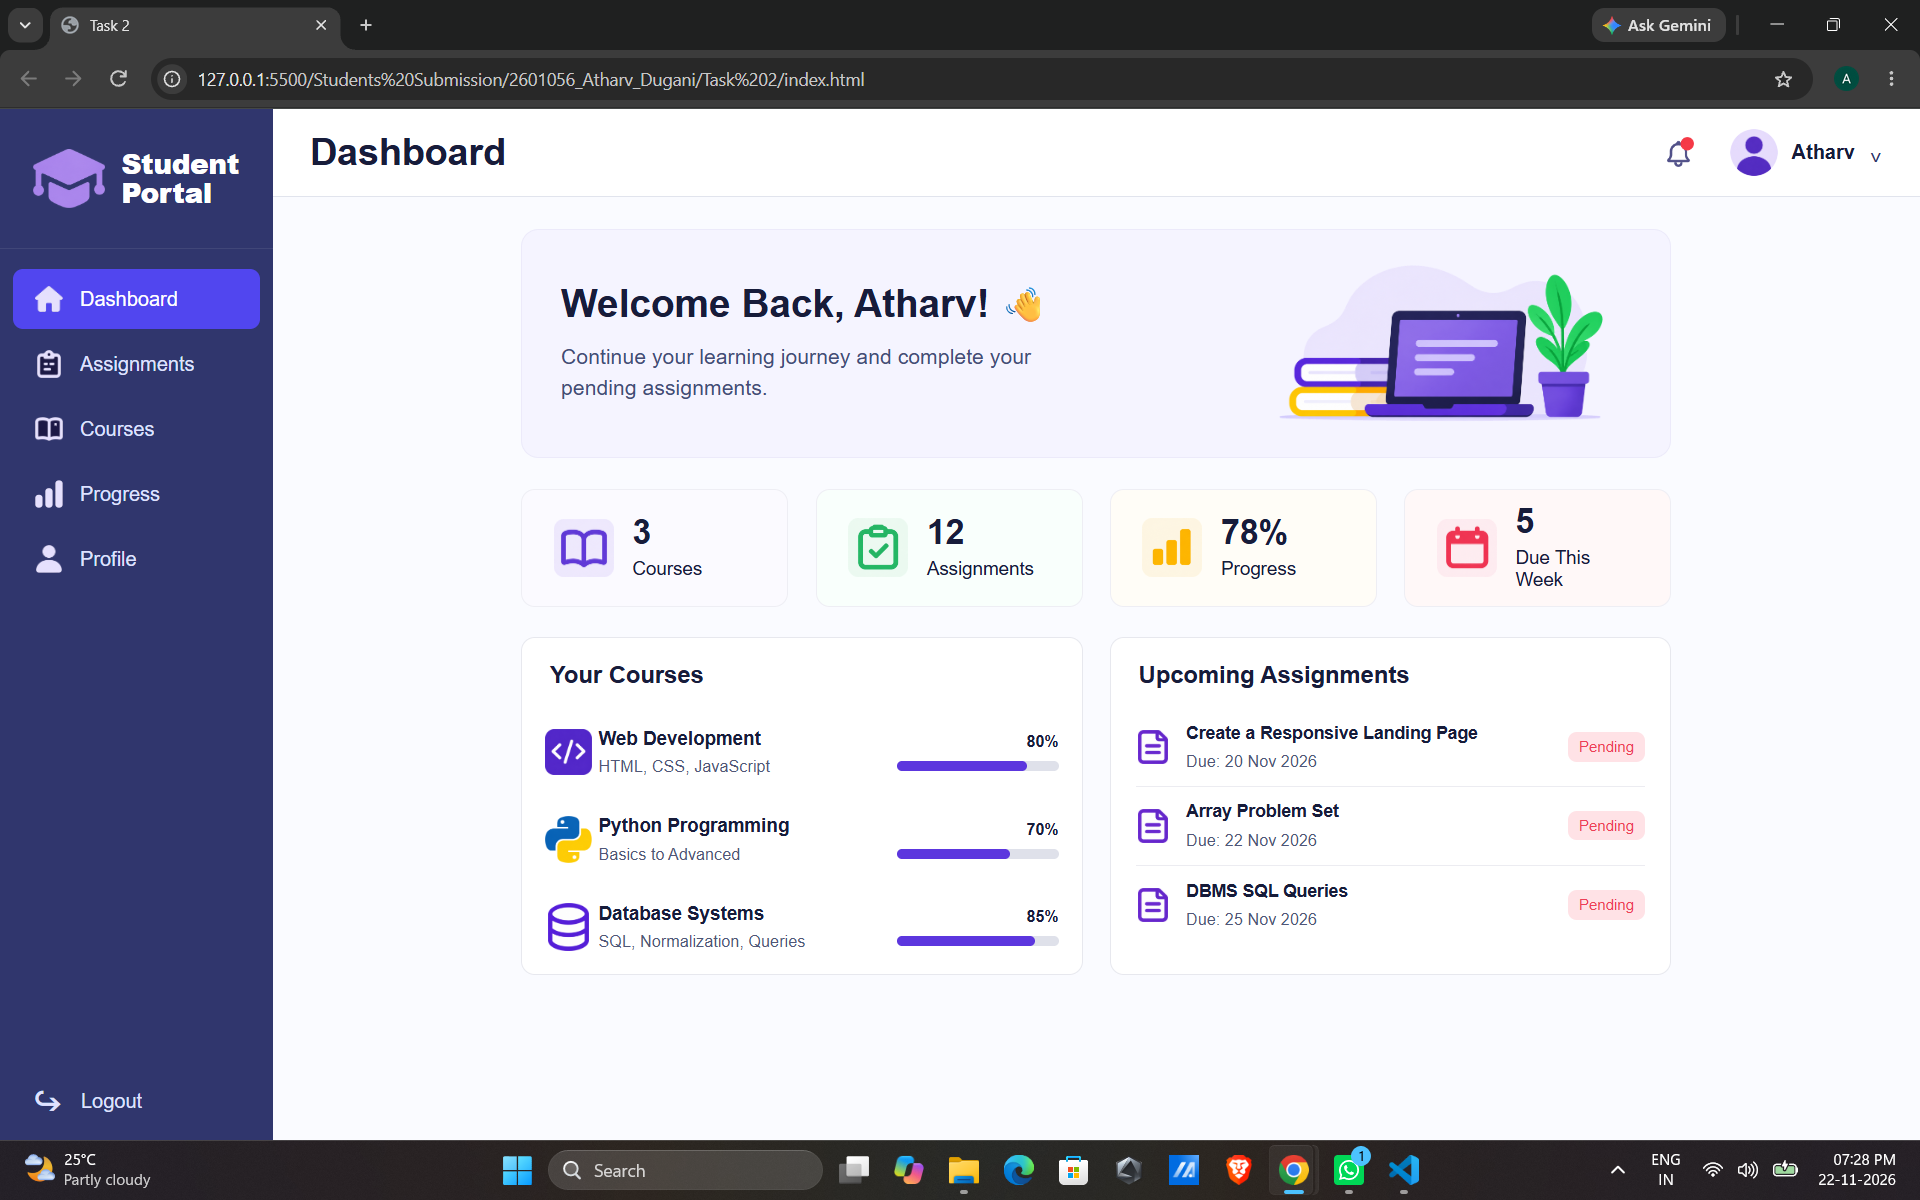 Task 2
Ask Gemini
127.0.0.1:5500/Students%20Submission/2601056_Atharv_Dugani/Task%202/index.html
A
Student
Portal
Dashboard
Assignments
Courses
Progress
Profile
Logout
Dashboard
Atharv
Welcome Back, Atharv! 👋
Continue your learning journey and complete your
pending assignments.
3
Courses
12
Assignments
78%
Progress
5
Due This
Week
Your Courses
Web Development
HTML, CSS, JavaScript
80%
Python Programming
Basics to Advanced
70%
Database Systems
SQL, Normalization, Queries
85%
Upcoming Assignments
Create a Responsive Landing Page
Due: 20 Nov 2026
Pending
Array Problem Set
Due: 22 Nov 2026
Pending
DBMS SQL Queries
Due: 25 Nov 2026
Pending
25°C
Partly cloudy
Search
1
ENG
IN
07:28 PM
22-11-2026